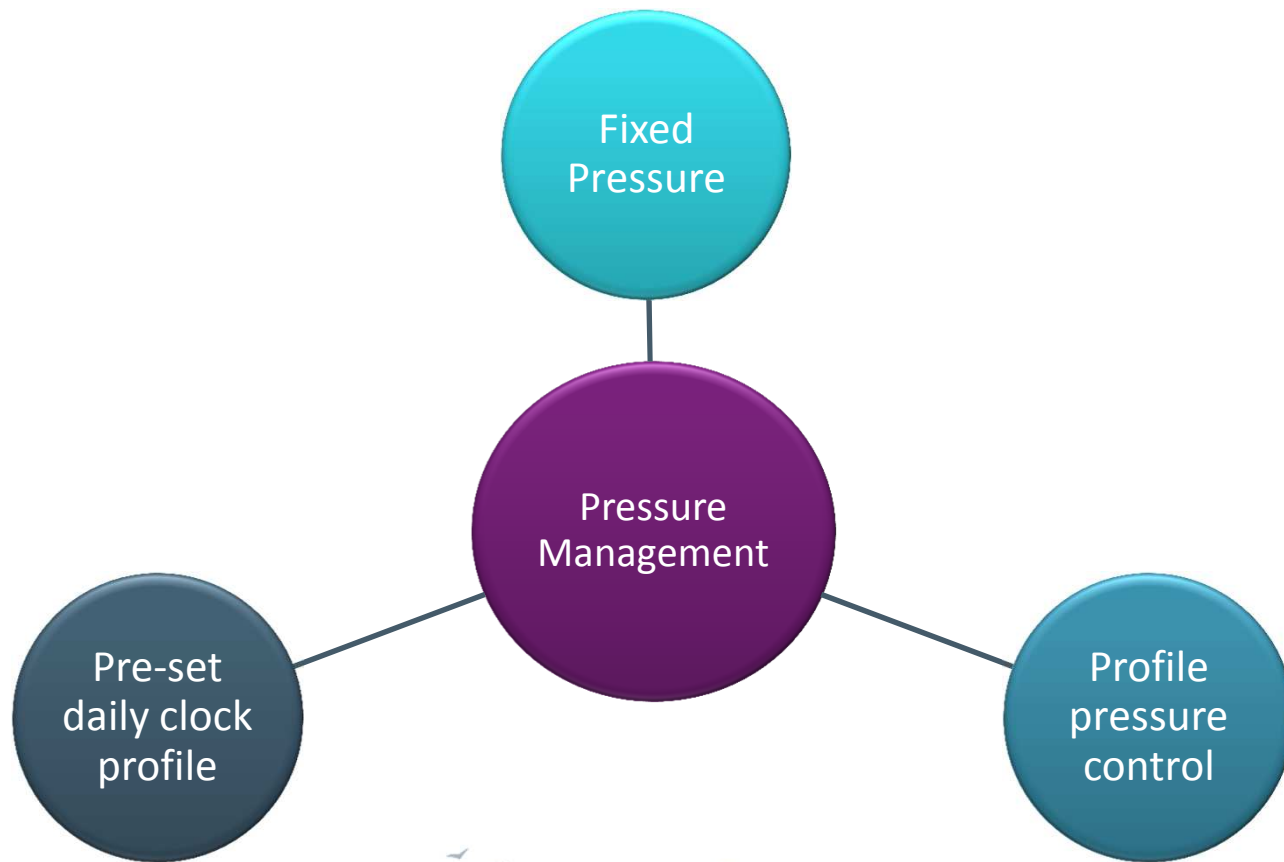 Fixed
Pressure
Pressure
Management
Pre-set
daily clock
profile
Profile
pressure
control